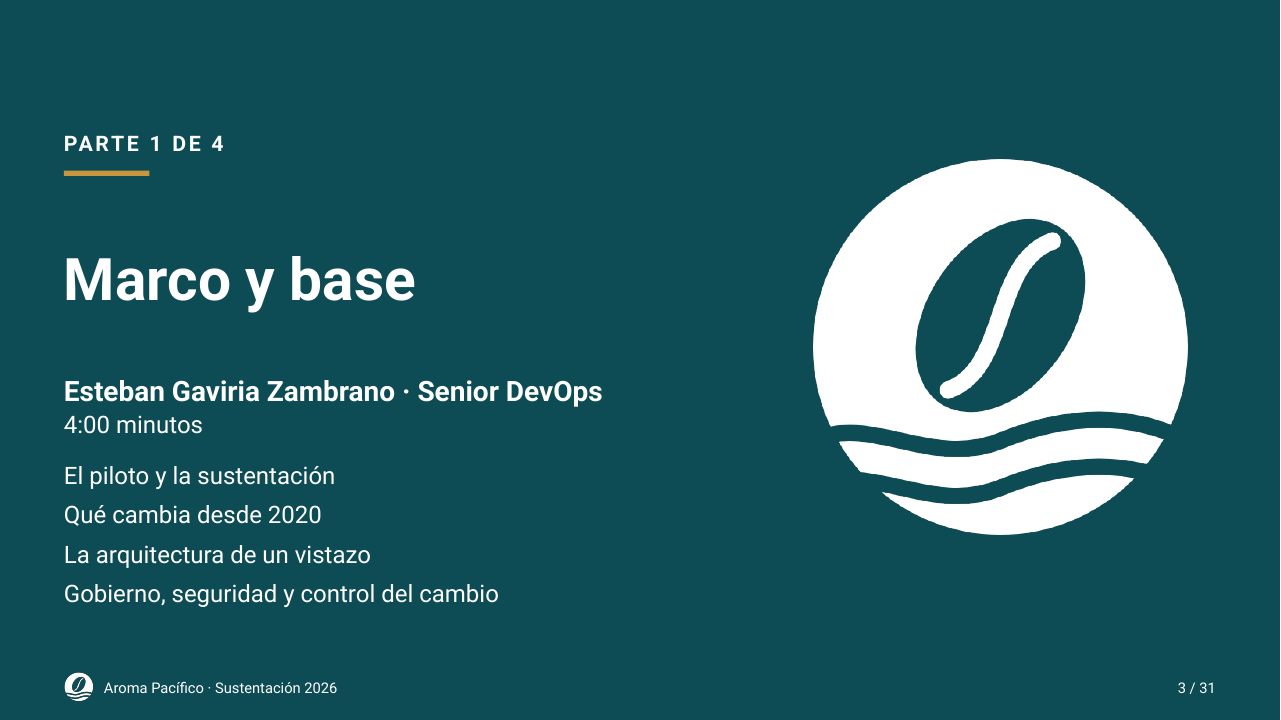 PARTE 1 DE 4
Marco y base
Esteban Gaviria Zambrano · Senior DevOps
4:00 minutos
El piloto y la sustentación
Qué cambia desde 2020
La arquitectura de un vistazo
Gobierno, seguridad y control del cambio
Aroma Pacífico · Sustentación 2026
3 / 31